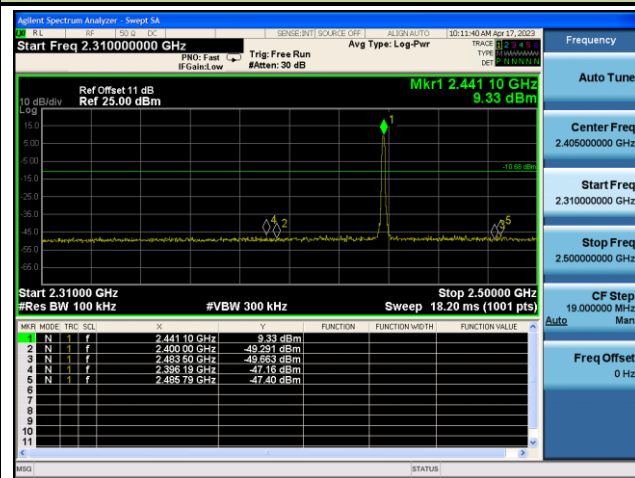 Agilent Spectrum Analyzer - Swept SA
RL RF 50 Ω DC SENSE:INT SOURCE OFF ALIGN AUTO 10:11:40 AM Apr 17, 2023
Start Freq 2.310000000 GHz
PNO: Fast
IFGain:Low
Trig: Free Run
#Atten: 30 dB
Avg Type: Log-Pwr
TRACE 1 2 3 4 5 6
TYPE
DET P N N N N N
Ref Offset 11 dB
Ref 25.00 dBm
Mkr1 2.441 10 GHz
9.33 dBm
10 dB/div
Log
15.0
5.00
-5.00
-15.0
-25.0
-35.0
-45.0
-55.0
-65.0
1
4
2
5
-10.66 dBm
Start 2.31000 GHz
Stop 2.50000 GHz
#Res BW 100 kHz
#VBW 300 kHz
Sweep 18.20 ms (1001 pts)
MKR MODE TRC SCL X Y FUNCTION FUNCTION WIDTH FUNCTION VALUE
1 N 1 f 2.441 10 GHz 9.33 dBm
2 N 1 f 2.400 00 GHz -49.291 dBm
3 N 1 f 2.483 50 GHz -49.663 dBm
4 N 1 f 2.396 19 GHz -47.16 dBm
5 N 1 f 2.485 79 GHz -47.40 dBm
6
7
8
9
10
11
MSG
STATUS
Frequency
Auto Tune
Center Freq
2.405000000 GHz
Start Freq
2.310000000 GHz
Stop Freq
2.500000000 GHz
CF Step
19.000000 MHz
Auto Man
Freq Offset
0 Hz